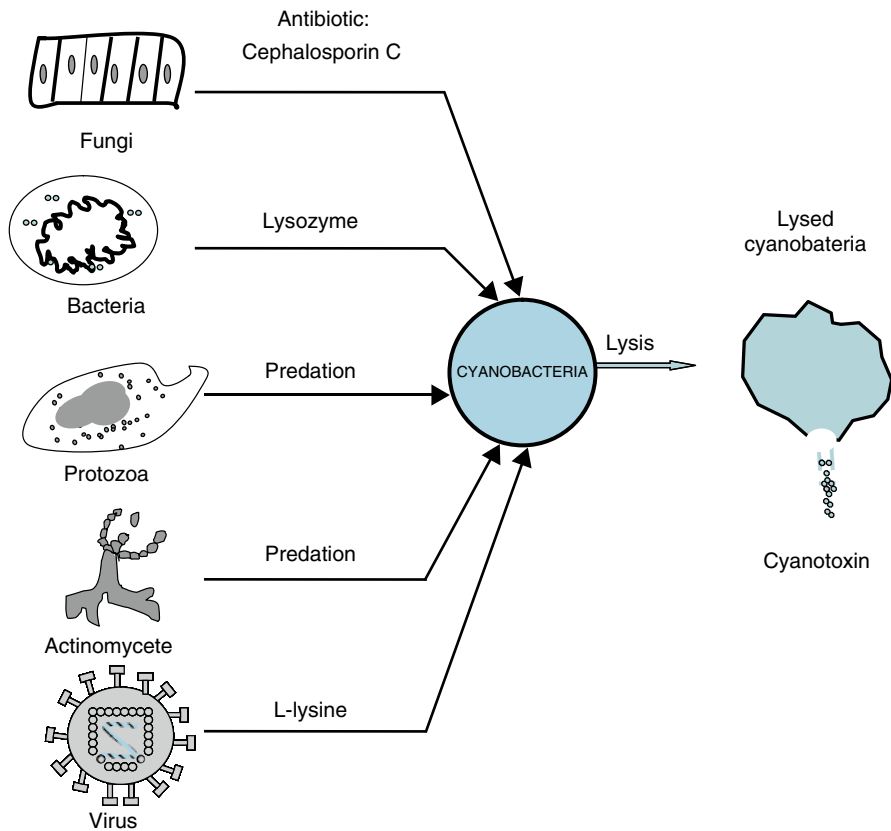 Antibiotic:
Cephalosporin C
Fungi
Lysozyme
Bacteria
Predation
Protozoa
Predation
Actinomycete
L-lysine
Virus
CYANOBACTERIA
Lysis
Lysed
cyanobateria
Cyanotoxin